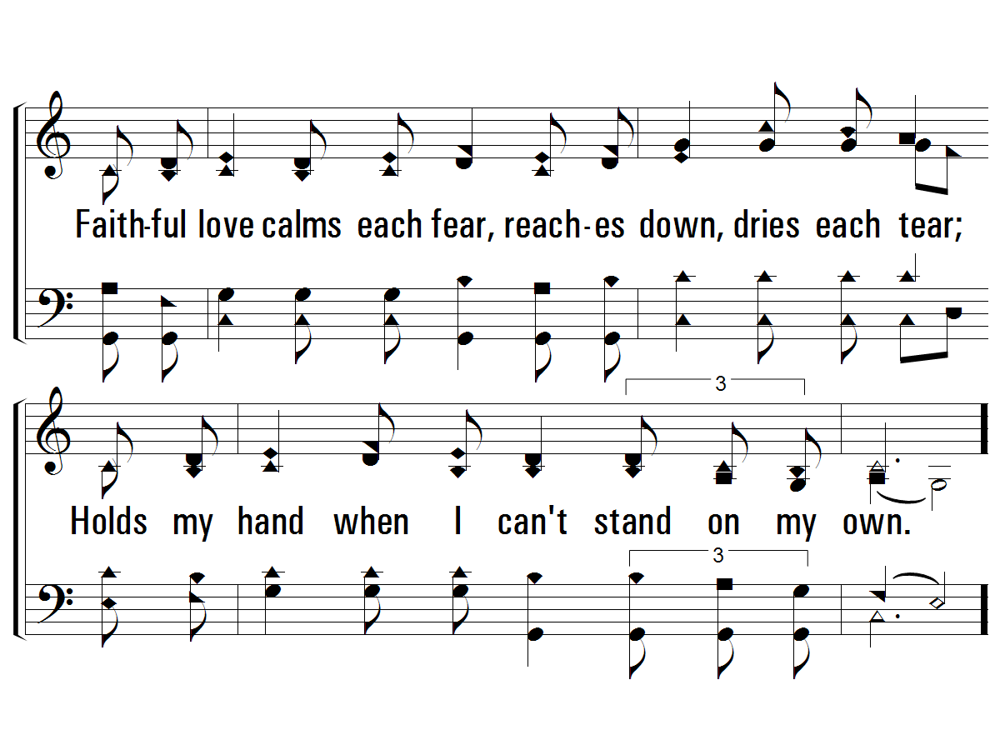 Faith-ful love calms each fear, reach-es down, dries each tear;
3
Holds my hand when I can't stand on my own.
3